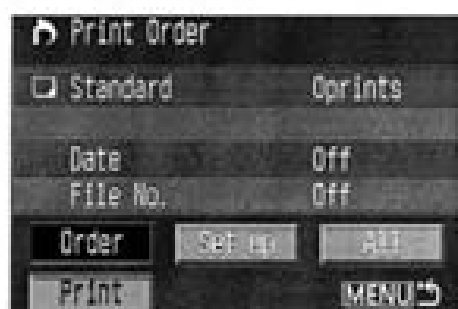 Print Order
Standard 0prints
Date Off
File No. Off
Order Set up All
Print MENU